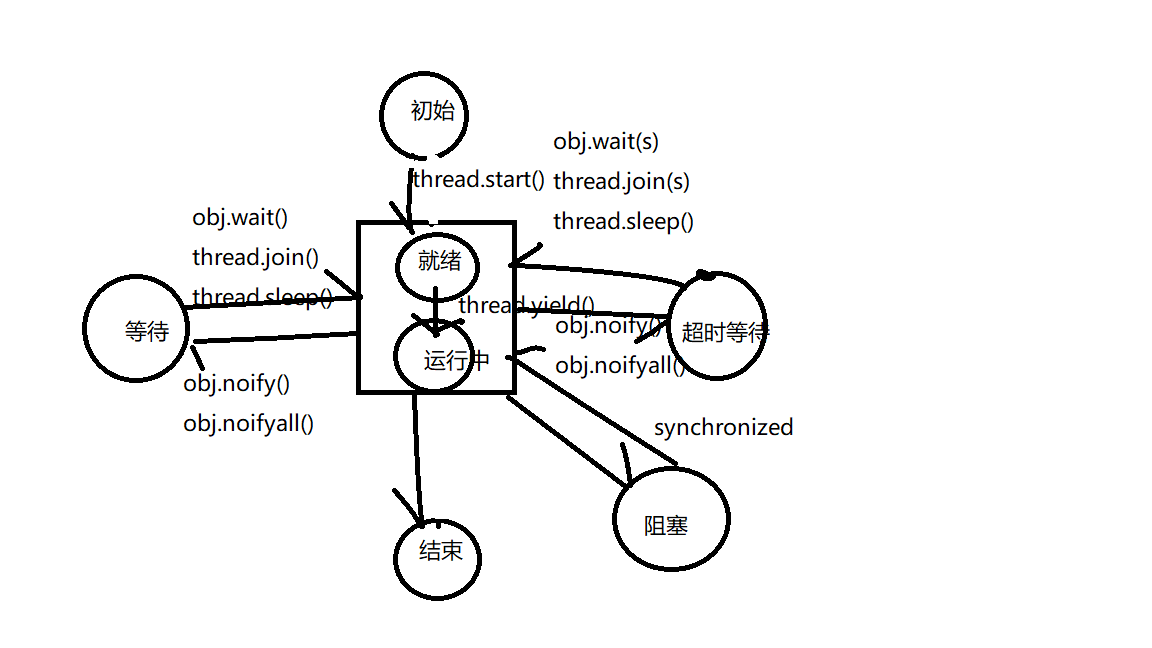 初始
obj.wait(s)
thread.start()
thread.join(s)
obj.wait()
thread.sleep()
thread.join()
就绪
thread.sleep()
thread.yield()
等待
obj.noify()
超时等待
运行中
obj.noifyall()
obj.noify()
obj.noifyall()
synchronized
阻塞
结束